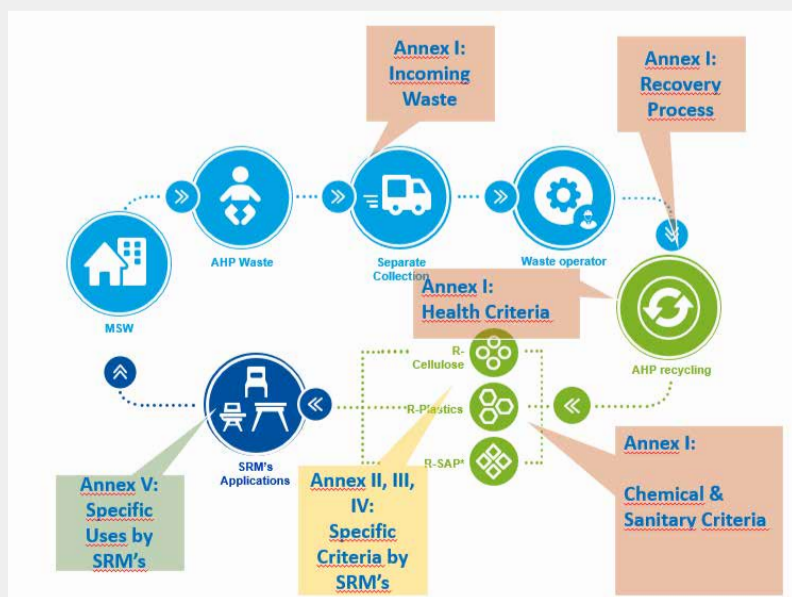 Annex I:
Incoming
Waste
Annex I:
Recovery
Process
AHP Waste
Separate
Collection
Waste operator
MSW
Annex I:
Health Criteria
AHP recycling
R-
Cellulose
R-Plastics
R-SAP'
SRM's
Applications
Annex V:
Specific
Uses by
SRM's
Annex II, III,
IV:
Specific
Criteria by
SRM's
Annex I:
Chemical &
Sanitary Criteria